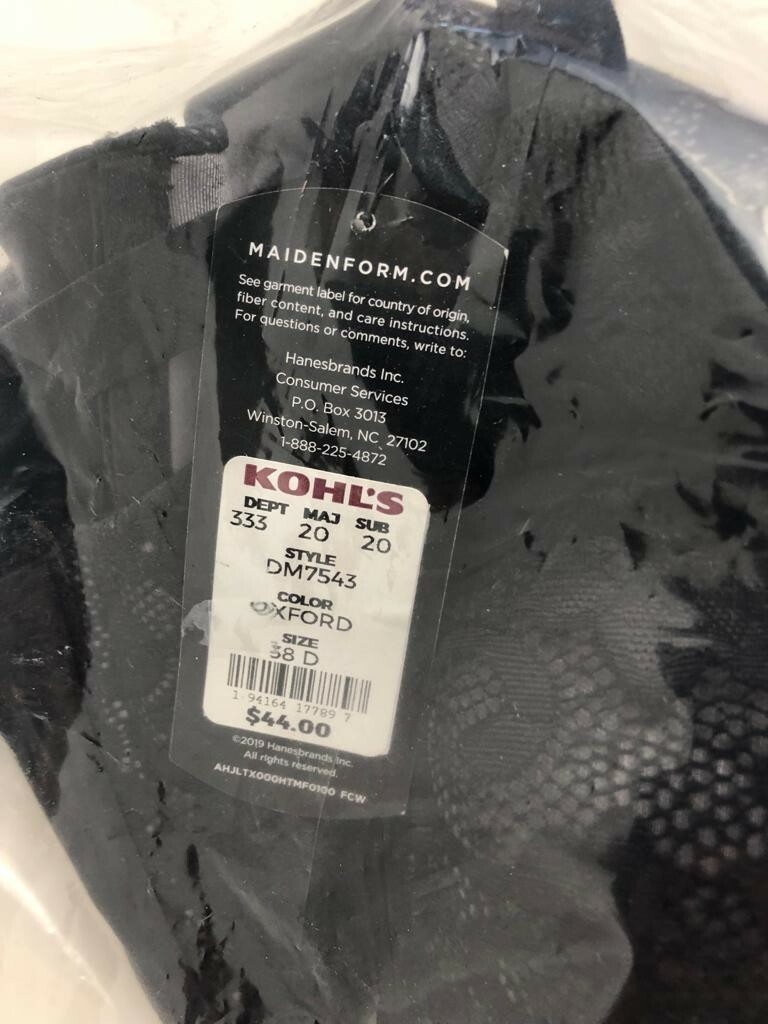 MAIDENFORM.COM
See garment label for country of origin,
fiber content, and care instructions.
For questions or comments, write to:
Hanesbrands Inc.
Consumer Services
P.O. Box 3013
Winston-Salem, NC 27102
1-888-225-4872
KOHL'S
DEPT MAJ SUB
333 20 20
STYLE
DM7543
COLOR
OXFORD
SIZE
38 D
1 94164 17789 7
$44.00
©2019 Hanesbrands Inc.
All rights reserved.
AHJLTX000HTMF0100 FCW